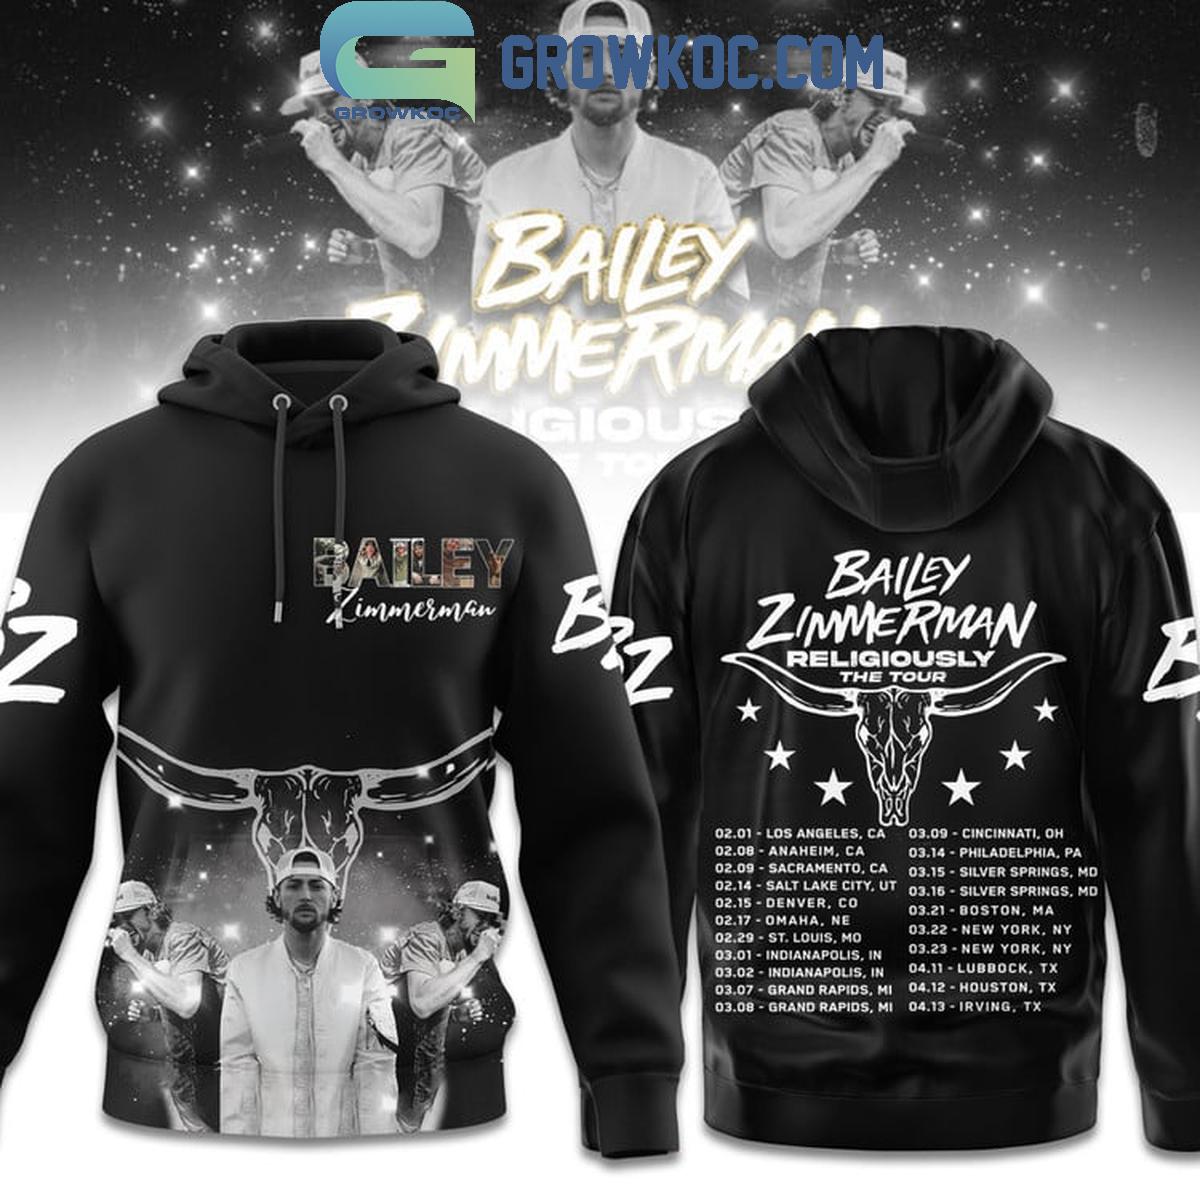 GROWKOC
GROWKOC.COM
BAILEY
ZIMMERMAN
THE TOUR
BAILEY
Zimmerman
BZ
BZ
BAILEY
ZIMMERMAN
RELIGIOUSLY
THE TOUR
02.01 - LOS ANGELES, CA
02.08 - ANAHEIM, CA
02.09 - SACRAMENTO, CA
02.14 - SALT LAKE CITY, UT
02.15 - DENVER, CO
02.17 - OMAHA, NE
02.29 - ST. LOUIS, MO
03.01 - INDIANAPOLIS, IN
03.02 - INDIANAPOLIS, IN
03.07 - GRAND RAPIDS, MI
03.08 - GRAND RAPIDS, MI
03.09 - CINCINNATI, OH
03.14 - PHILADELPHIA, PA
03.15 - SILVER SPRINGS, MD
03.16 - SILVER SPRINGS, MD
03.21 - BOSTON, MA
03.22 - NEW YORK, NY
03.23 - NEW YORK, NY
04.11 - LUBBOCK, TX
04.12 - HOUSTON, TX
04.13 - IRVING, TX